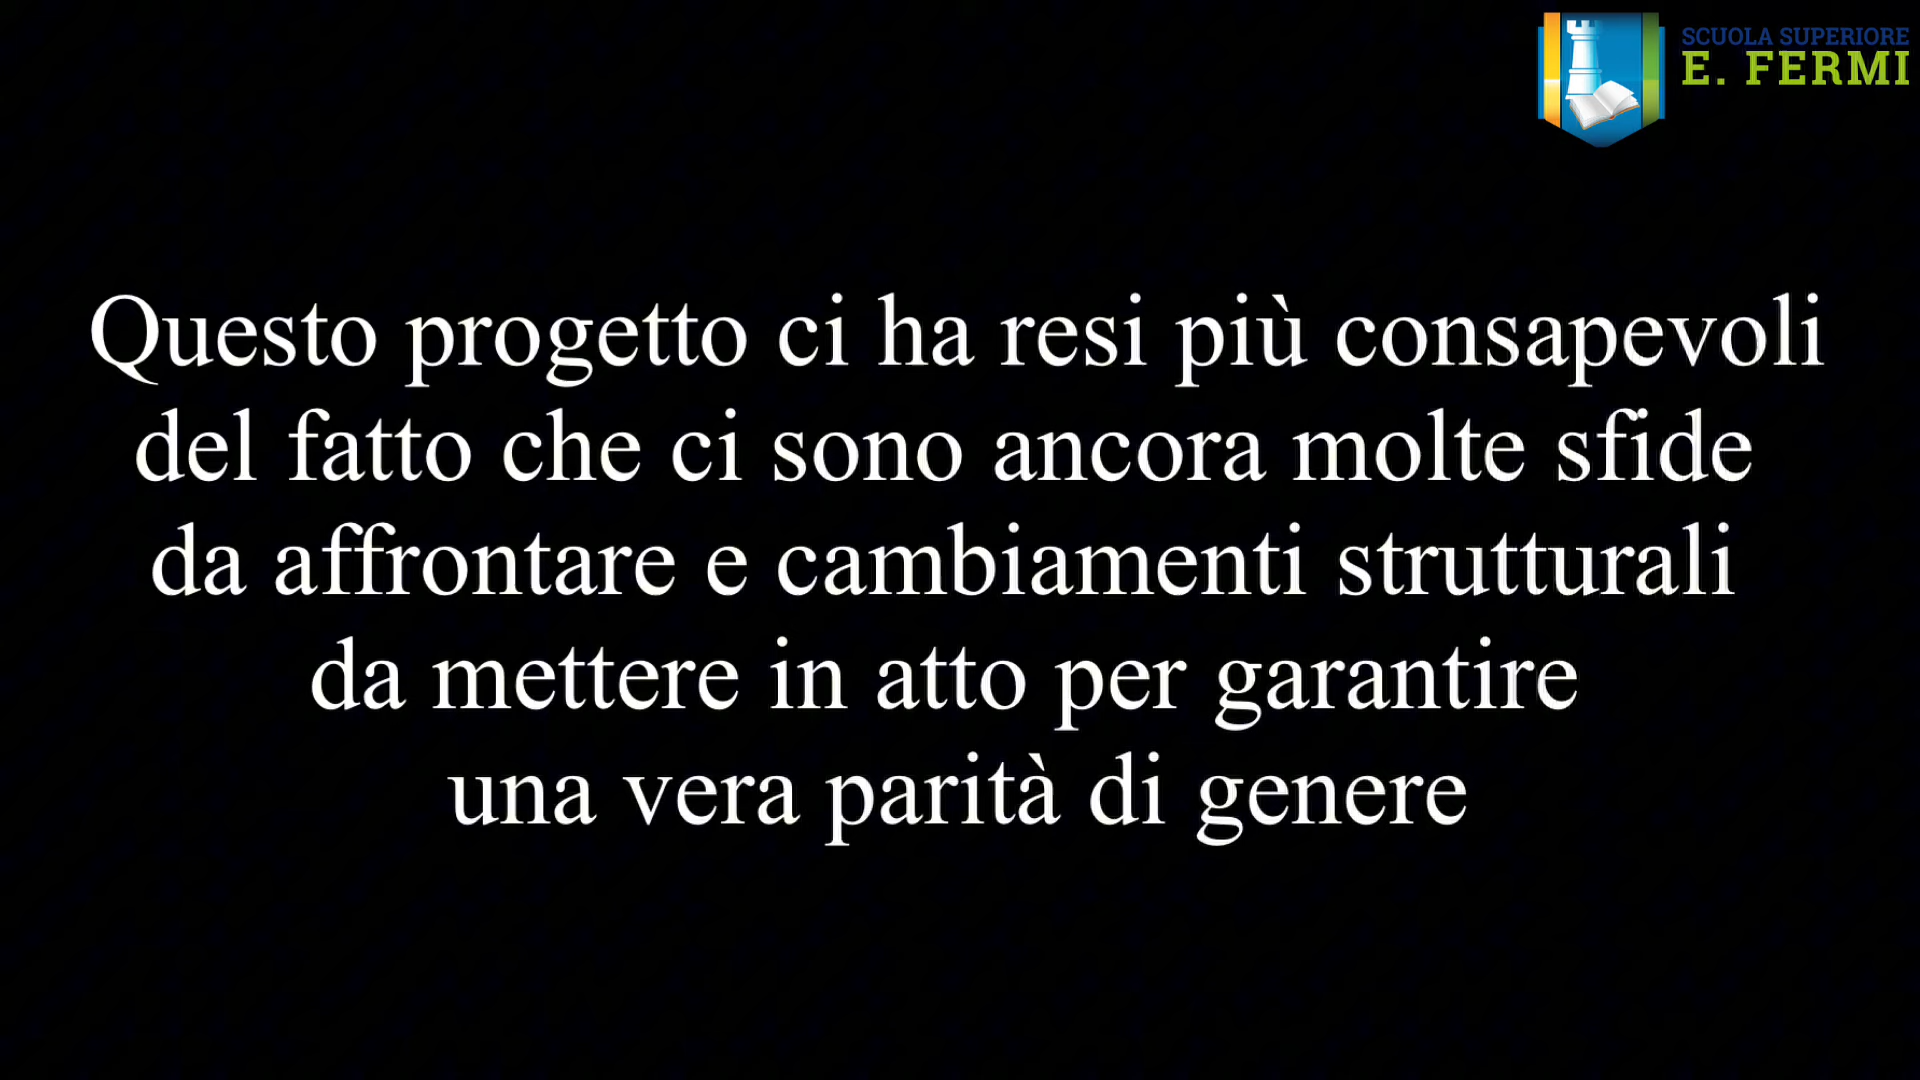 SCUOLA SUPERIORE
E. FERMI
Questo progetto ci ha resi più consapevoli
del fatto che ci sono ancora molte sfide
da affrontare e cambiamenti strutturali
da mettere in atto per garantire
una vera parità di genere